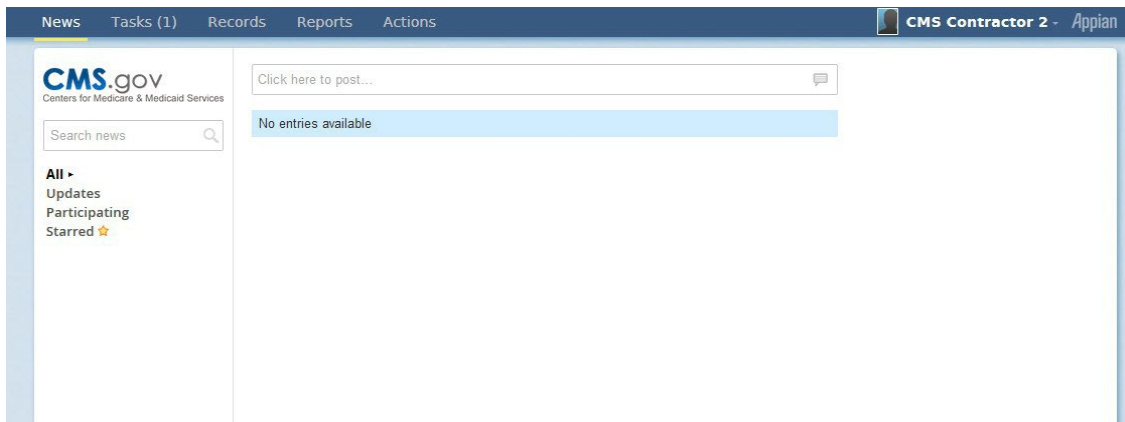 News Tasks (1) Records Reports Actions CMS Contractor 2 - Appian
CMS.gov
Centers for Medicare & Medicaid Services
Click here to post...
Search news
No entries available
All
Updates
Participating
Starred